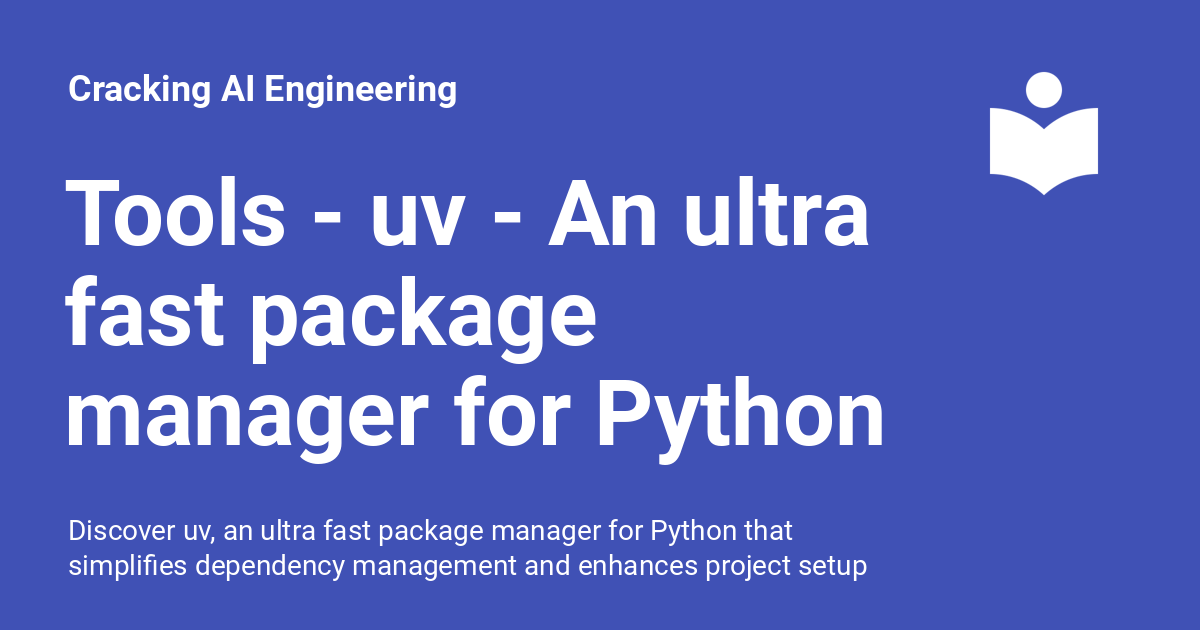 Cracking AI Engineering
Tools - uv - An ultra
fast package
manager for Python
Discover uv, an ultra fast package manager for Python that
simplifies dependency management and enhances project setup